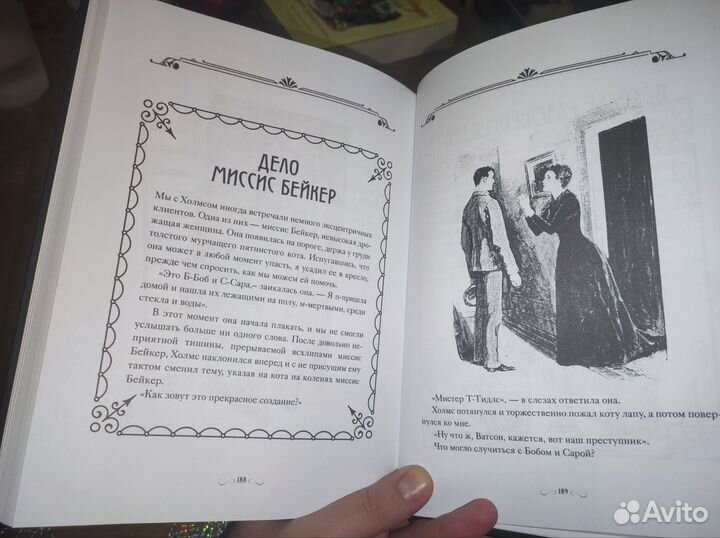 ДЕЛО
МИССИС БЕЙКЕР
Мы с Холмсом иногда встречали немного эксцентричных
клиентов. Одна из них — миссис Бейкер, невысокая дро-
жащая женщина. Она появилась на пороге, держа у груди
толстого мурчащего пятнистого кота. Испугавшись, что
она может в любой момент упасть, я усадил ее в кресло,
прежде чем спросить, как мы можем ей помочь.
«Это Б-Боб и С-Сара,– заикалась она. — Я п-пришла
домой и нашла их лежащими на полу, м-мертвыми, среди
стекла и воды».
В этот момент она начала плакать, и мы не смогли
услышать больше ни одного слова. После довольно не-
приятной тишины, прерываемой всхлипами миссис
Бейкер, Холмс наклонился вперед и с не присущим ему
тактом сменил тему, указав на кота на коленях миссис
Бейкер.
«Как зовут это прекрасное создание?»
188
«Мистер Т-Тидлс», — в слезах ответила она.
Холмс потянулся и торжественно пожал коту лапу, а потом повер-
нулся ко мне.
«Ну что ж, Ватсон, кажется, вот наш преступник».
Что могло случиться с Бобом и Сарой?
189
Avito